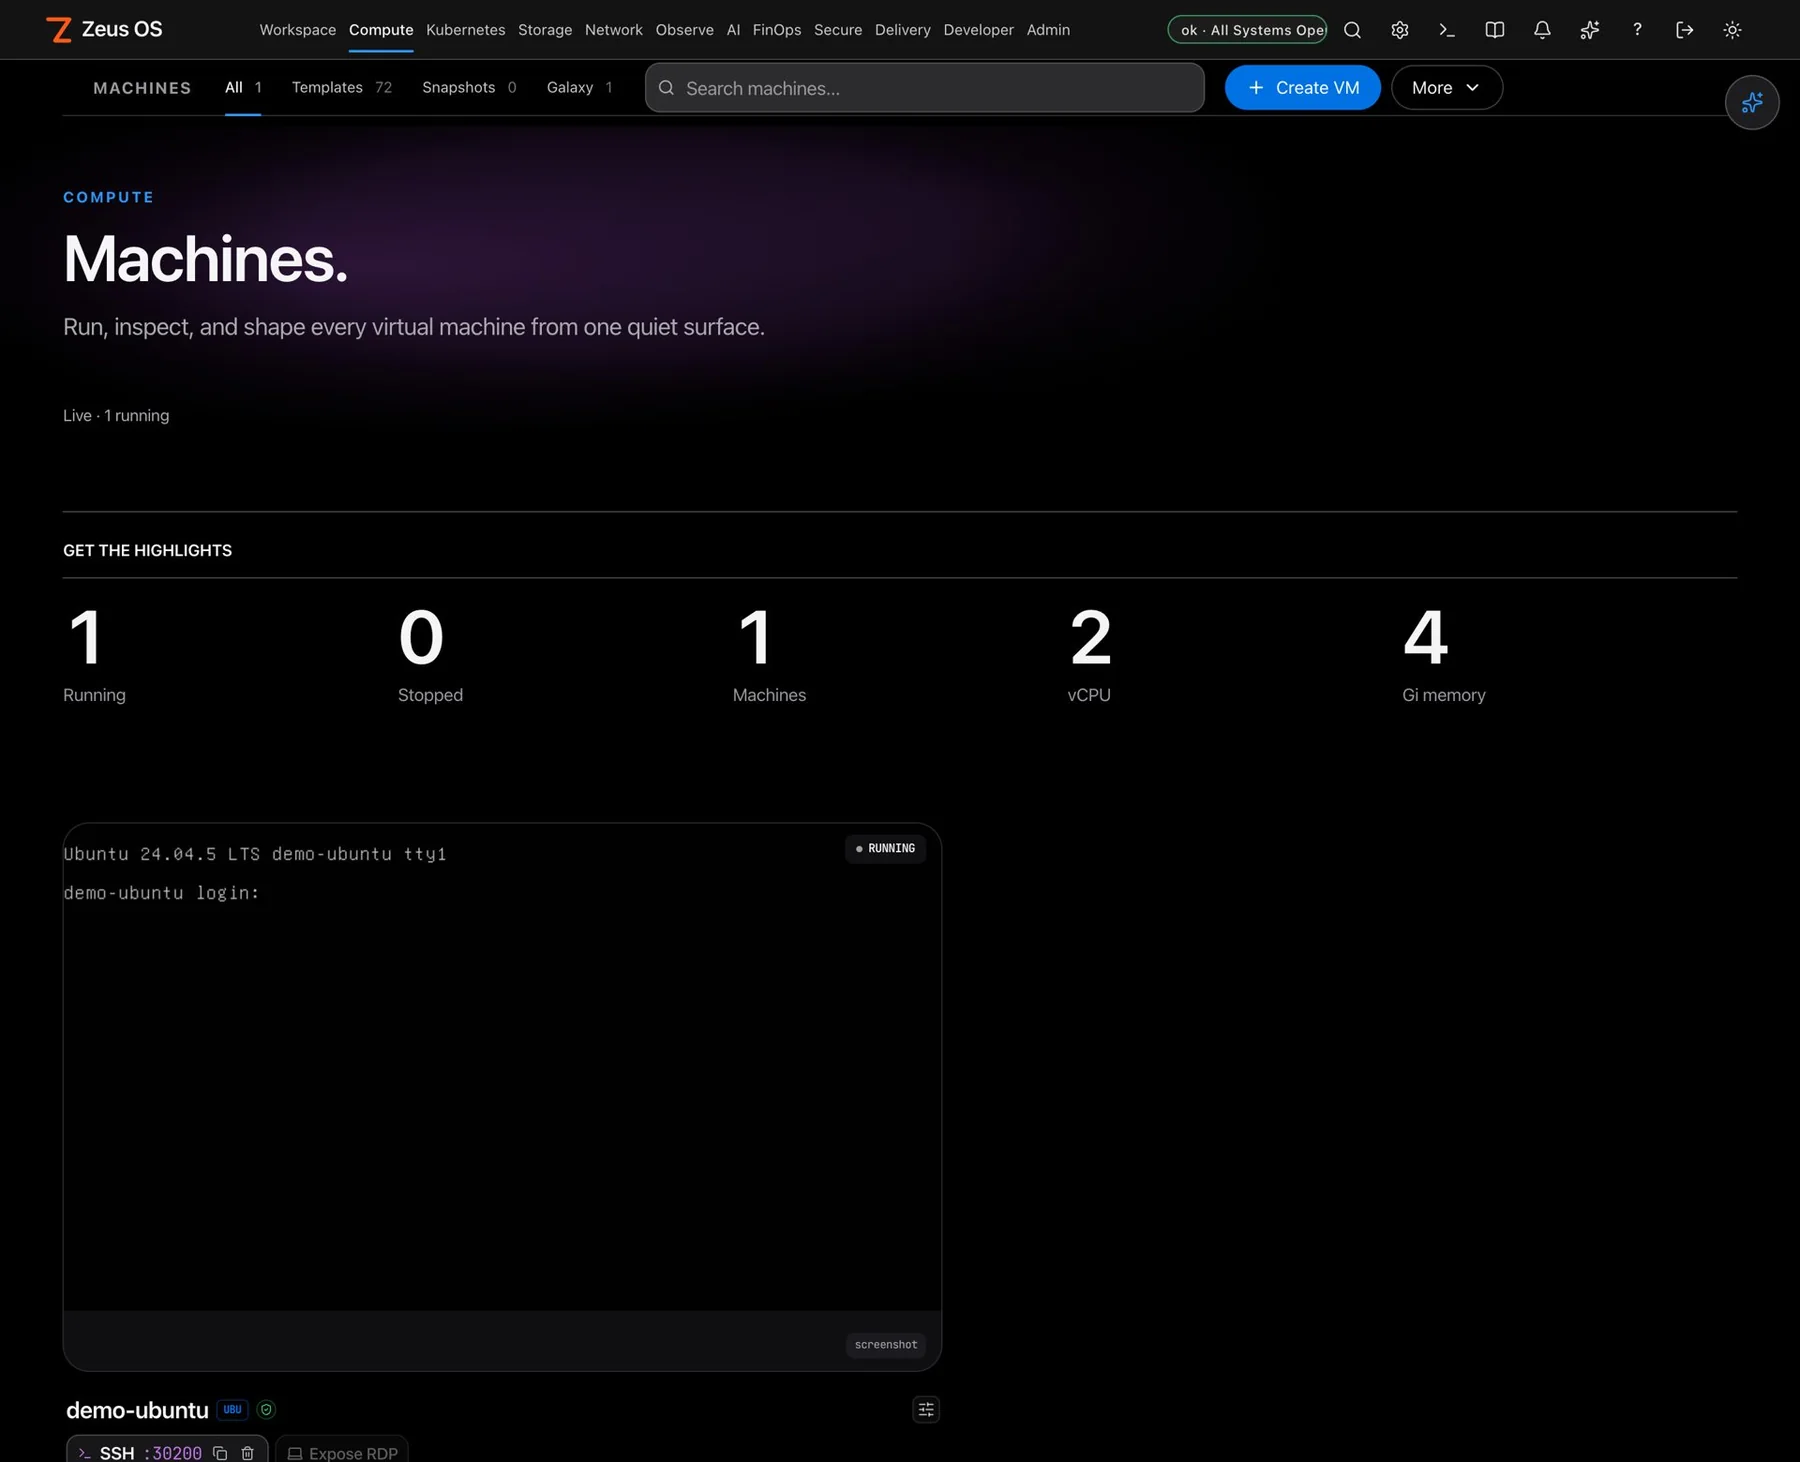 Zeus OS
Workspace Compute Kubernetes Storage Network Observe AI FinOps Secure Delivery Developer Admin
ok · All Systems Ope
?
MACHINES All 1 Templates 72 Snapshots 0 Galaxy 1
Search machines...
+ Create VM
More
COMPUTE
Machines.
Run, inspect, and shape every virtual machine from one quiet surface.
Live · 1 running
GET THE HIGHLIGHTS
1 0 1 2 4
Running Stopped Machines vCPU Gi memory
RUNNING
Ubuntu 24.04.5 LTS demo-ubuntu tty1
demo-ubuntu login:
screenshot
demo-ubuntu UBU
SSH :30200 Expose RDP